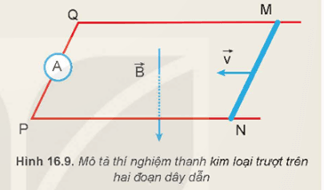 Q M
A
B⃗ v⃗
P N
Hình 16.9. Mô tả thí nghiệm thanh kim loại trượt trên
hai đoạn dây dẫn